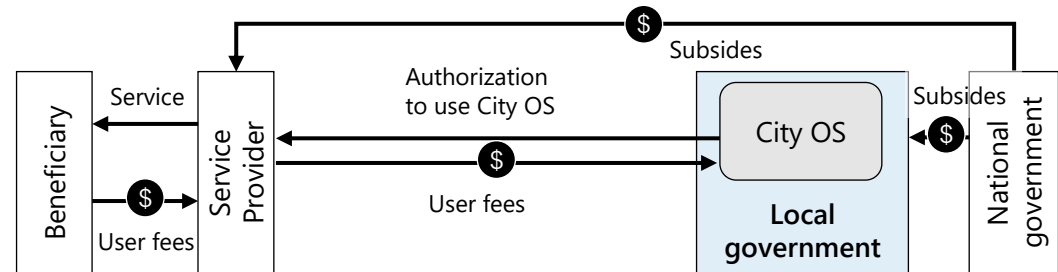 $
Subsides
Authorization
to use City OS
Service
Subsides
City OS
$
$
User fees
$
User fees
Beneficiary
Service
Provider
Local
government
National
government